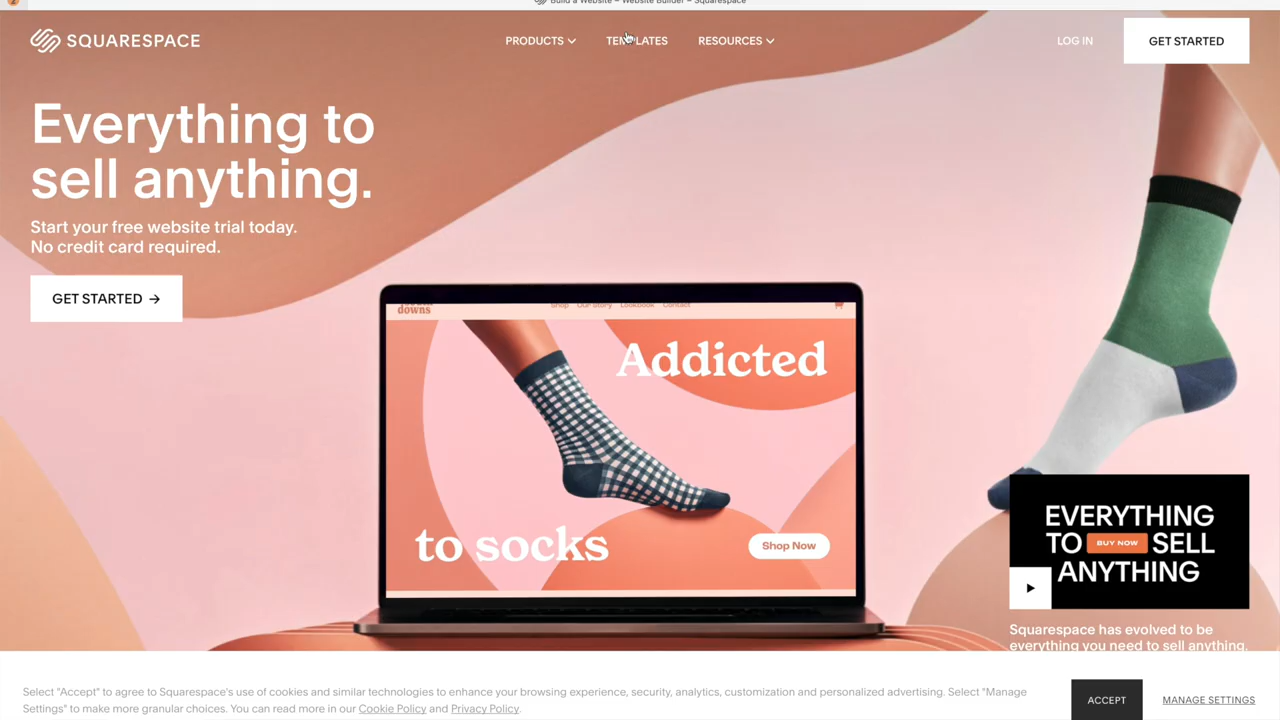 Build a Website – Website Builder – Squarespace
SQUARESPACE
PRODUCTS
TEMPLATES
RESOURCES
LOG IN
GET STARTED
Everything to
sell anything.
Start your free website trial today.
No credit card required.
GET STARTED →
downs
Shop Our Story Lookbook Contact
Addicted
to socks
Shop Now
EVERYTHING
TO BUY NOW SELL
ANYTHING
Squarespace has evolved to be
everything you need to sell anything.
Select "Accept" to agree to Squarespace's use of cookies and similar technologies to enhance your browsing experience, security, analytics, customization and personalized advertising. Select "Manage
Settings" to make more granular choices. You can read more in our Cookie Policy and Privacy Policy.
ACCEPT
MANAGE SETTINGS